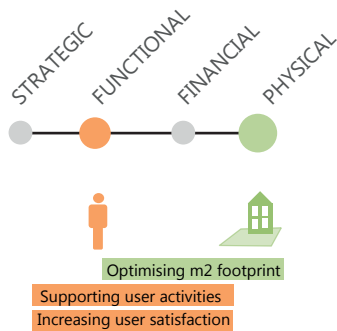 STRATEGIC
FUNCTIONAL
FINANCIAL
PHYSICAL
Optimising m2 footprint
Supporting user activities
Increasing user satisfaction